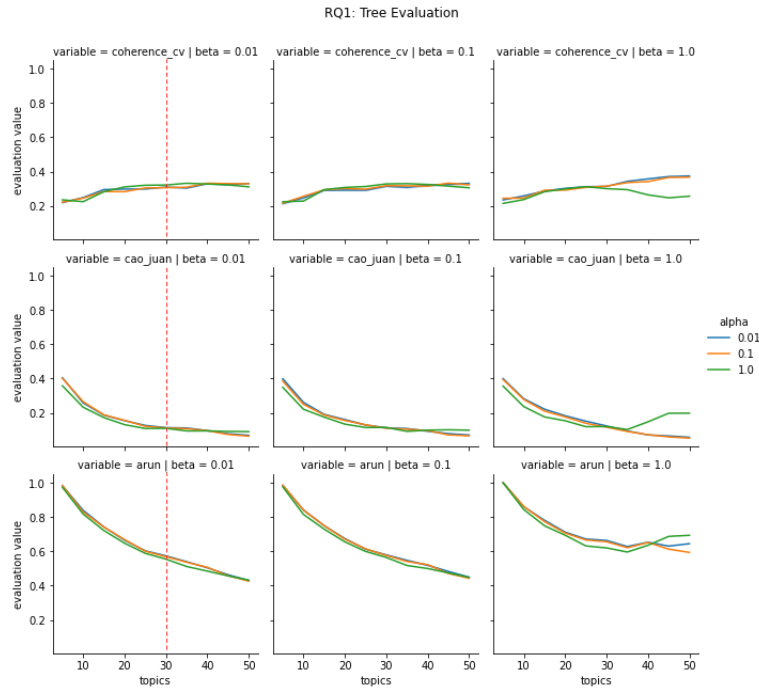 RQ1: Tree Evaluation
variable = coherence_cv | beta = 0.01
variable = coherence_cv | beta = 0.1
variable = coherence_cv | beta = 1.0
1.0
0.8
0.6
0.4
0.2
evaluation value
variable = cao_juan | beta = 0.01
variable = cao_juan | beta = 0.1
variable = cao_juan | beta = 1.0
1.0
0.8
0.6
0.4
0.2
evaluation value
alpha
0.01
0.1
1.0
variable = arun | beta = 0.01
variable = arun | beta = 0.1
variable = arun | beta = 1.0
1.0
0.8
0.6
0.4
0.2
evaluation value
10 20 30 40 50
10 20 30 40 50
10 20 30 40 50
topics
topics
topics